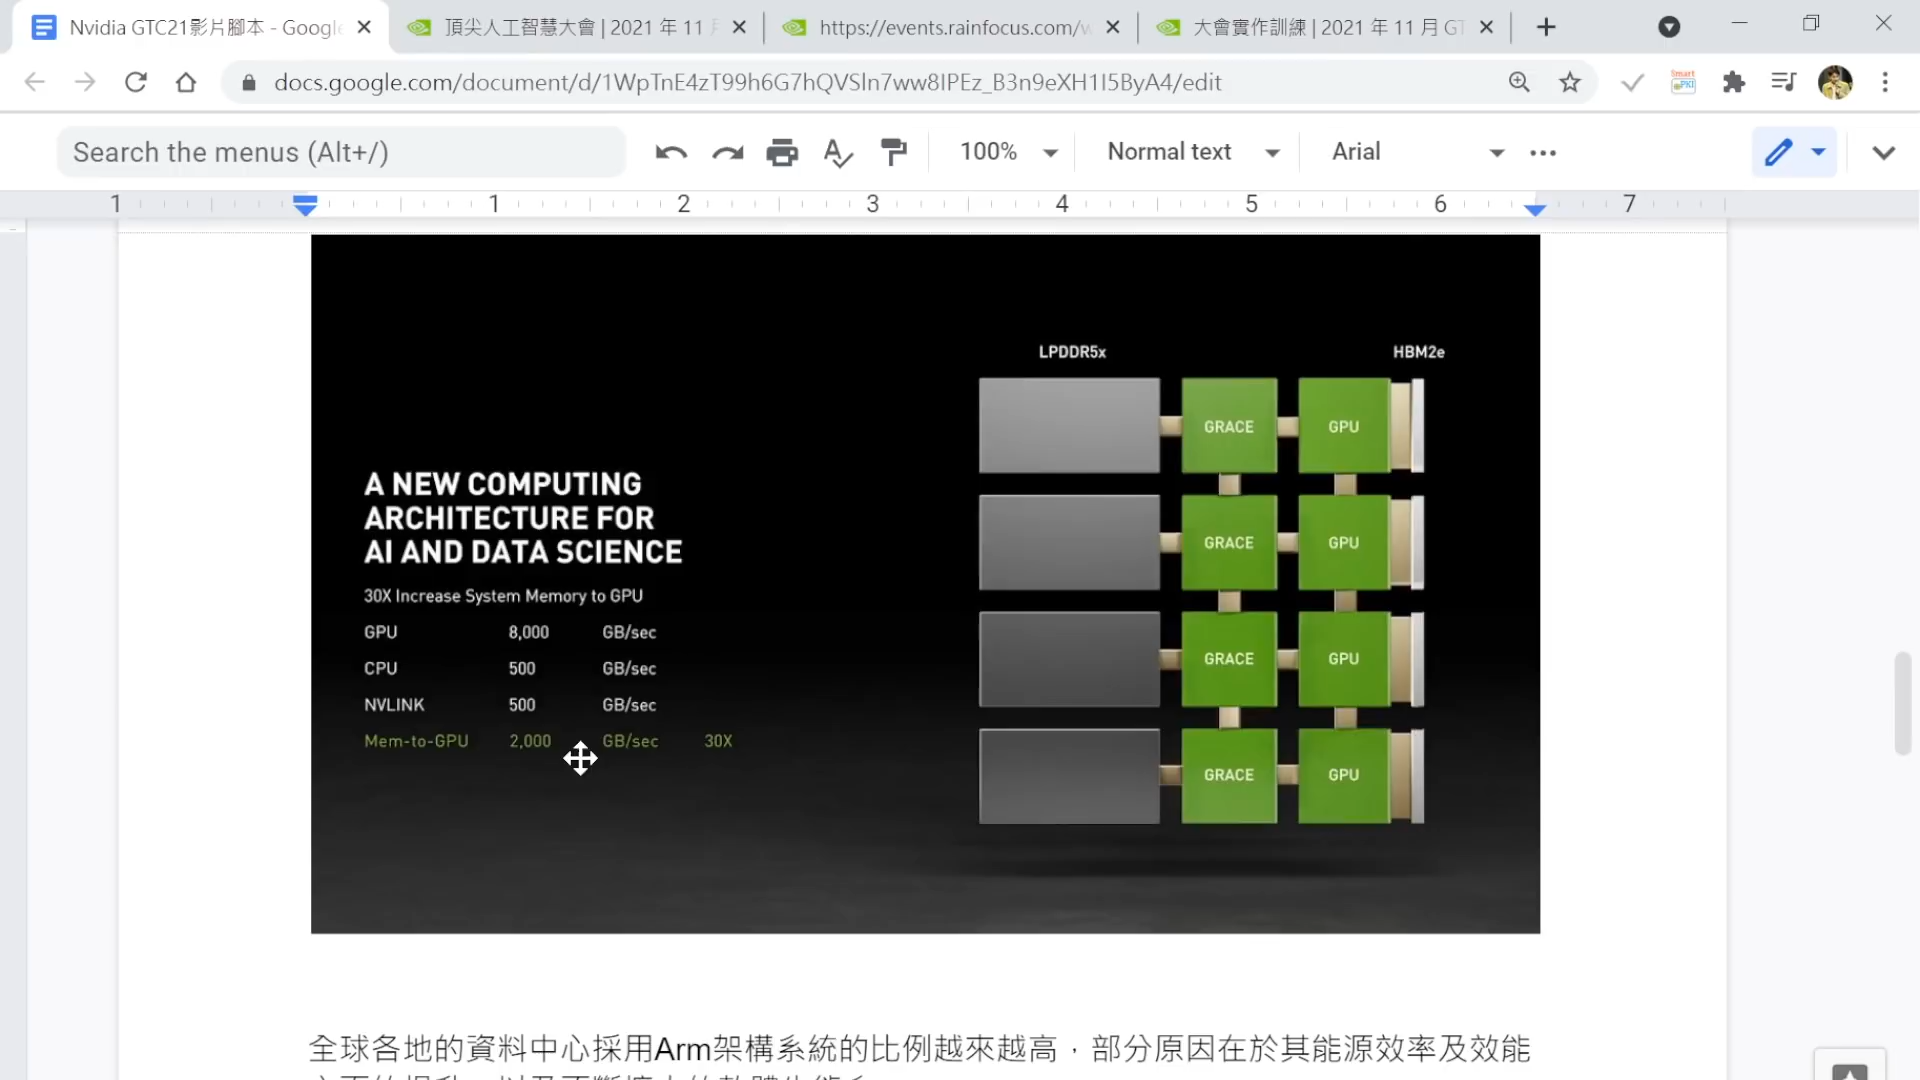 Nvidia GTC21影片腳本 - Google
頂尖人工智慧大會 | 2021 年 11 月
https://events.rainfocus.com/w
大會實作訓練 | 2021 年 11 月 GT
docs.google.com/document/d/1WpTnE4zT99h6G7hQVSln7ww8IPEz_B3n9eXH1I5ByA4/edit
Smart
PKI
Search the menus (Alt+/)
100%
Normal text
Arial
1 1 2 3 4 5 6 7
LPDDR5x
HBM2e
GRACE GPU
GRACE GPU
GRACE GPU
GRACE GPU
A NEW COMPUTING
ARCHITECTURE FOR
AI AND DATA SCIENCE
30X Increase System Memory to GPU
GPU 8,000 GB/sec
CPU 500 GB/sec
NVLINK 500 GB/sec
Mem-to-GPU 2,000 GB/sec 30X
全球各地的資料中心採用Arm架構系統的比例越來越高，部分原因在於其能源效率及效能